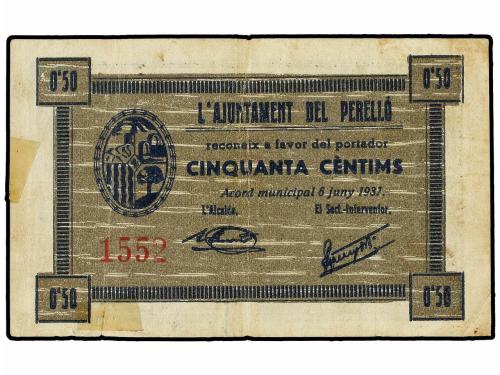 0'50 0'50
L'AJUNTAMENT DEL PERELLÓ
reconeix a favor del portador
CINQUANTA CÈNTIMS
Acord municipal 6 juny 1937.
L'Alcalde, El Secr.-Interventor,
1552
0'50 0'50